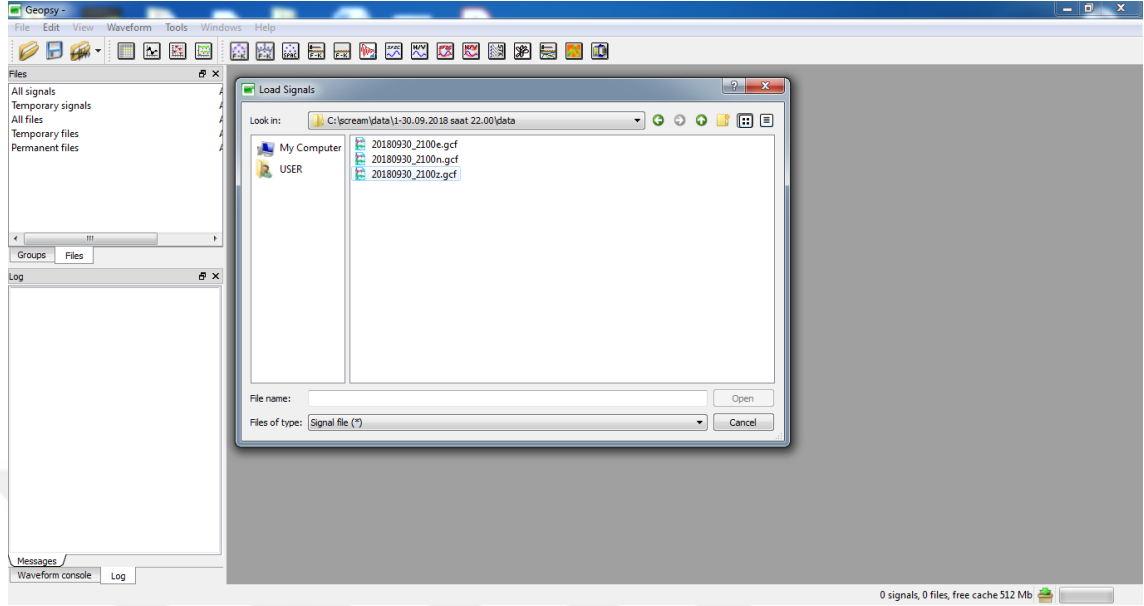 Geopsy -
File Edit View Waveform Tools Windows Help
F-K F-K SPAC F-K F-K SPEC H/V H/V
Files
All signals
Temporary signals
All files
Temporary files
Permanent files
Groups Files
Log
Messages
Waveform console Log
Load Signals
Look in: C:\scream\data\1-30.09.2018 saat 22.00\data
My Computer
USER
20180930_2100e.gcf
20180930_2100n.gcf
20180930_2100z.gcf
File name: Open
Files of type: Signal file (*) Cancel
0 signals, 0 files, free cache 512 Mb